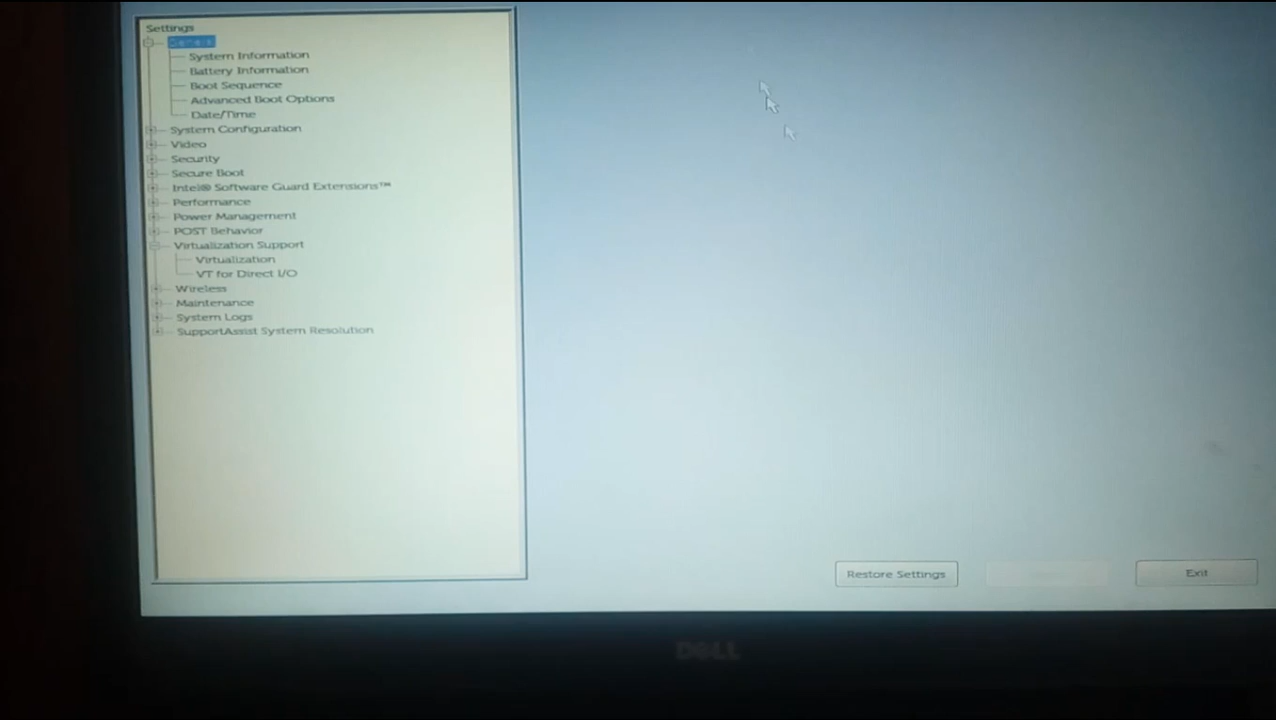 Settings
General
System Information
Battery Information
Boot Sequence
Advanced Boot Options
Date/Time
System Configuration
Video
Security
Secure Boot
Intel® Software Guard Extensions™
Performance
Power Management
POST Behavior
Virtualization Support
Virtualization
VT for Direct I/O
Wireless
Maintenance
System Logs
SupportAssist System Resolution
Restore Settings
Exit
DELL